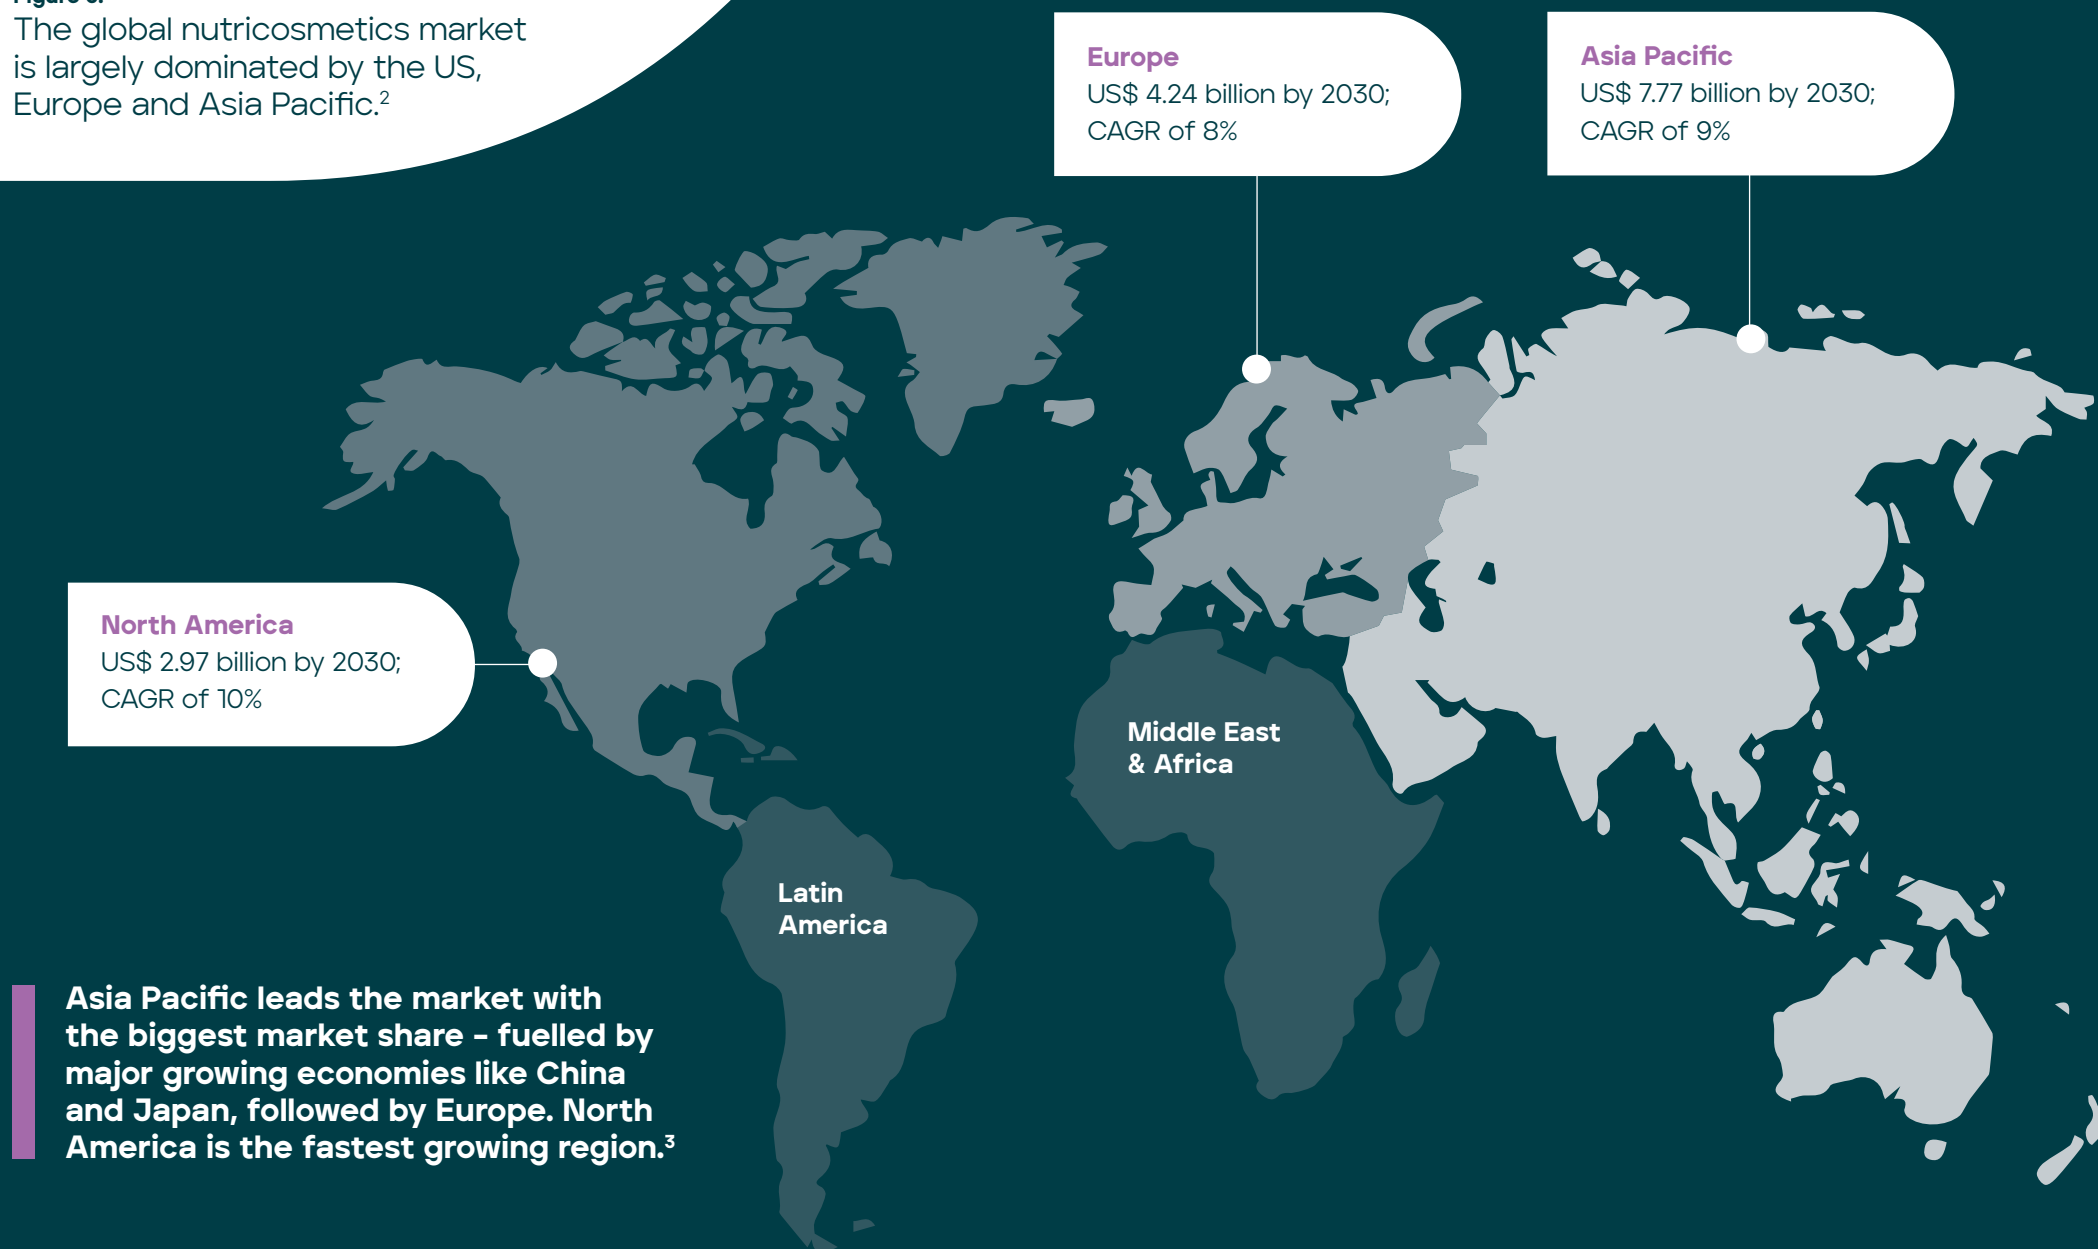 The global nutricosmetics market
is largely dominated by the US,
Europe and Asia Pacific.2
Europe
US$ 4.24 billion by 2030;
CAGR of 8%
Asia Pacific
US$ 7.77 billion by 2030;
CAGR of 9%
North America
US$ 2.97 billion by 2030;
CAGR of 10%
Middle East
& Africa
Latin
America
Asia Pacific leads the market with
the biggest market share – fuelled by
major growing economies like China
and Japan, followed by Europe. North
America is the fastest growing region.3